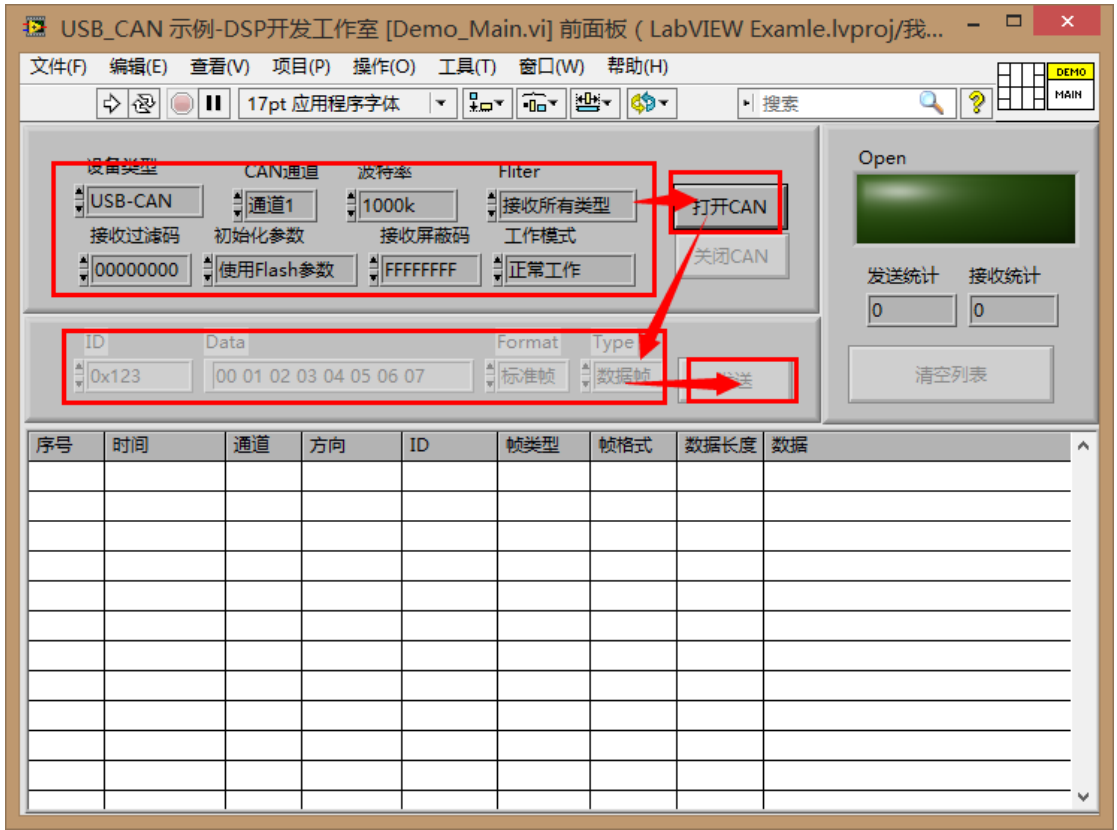 USB_CAN 示例-DSP开发工作室 [Demo_Main.vi] 前面板 ( LabVIEW Examle.lvproj/我...
文件(F) 编辑(E) 查看(V) 项目(P) 操作(O) 工具(T) 窗口(W) 帮助(H)
17pt 应用程序字体 搜索
DEMO
MAIN
设备类型 CAN通道 波特率 Fliter
USB-CAN 通道1 1000k 接收所有类型 打开CAN
接收过滤码 初始化参数 接收屏蔽码 工作模式
00000000 使用Flash参数 FFFFFFFF 正常工作 关闭CAN
Open
发送统计 接收统计
0 0
清空列表
ID Data Format Type
0x123 00 01 02 03 04 05 06 07 标准帧 数据帧 发送
序号 时间 通道 方向 ID 帧类型 帧格式 数据长度 数据